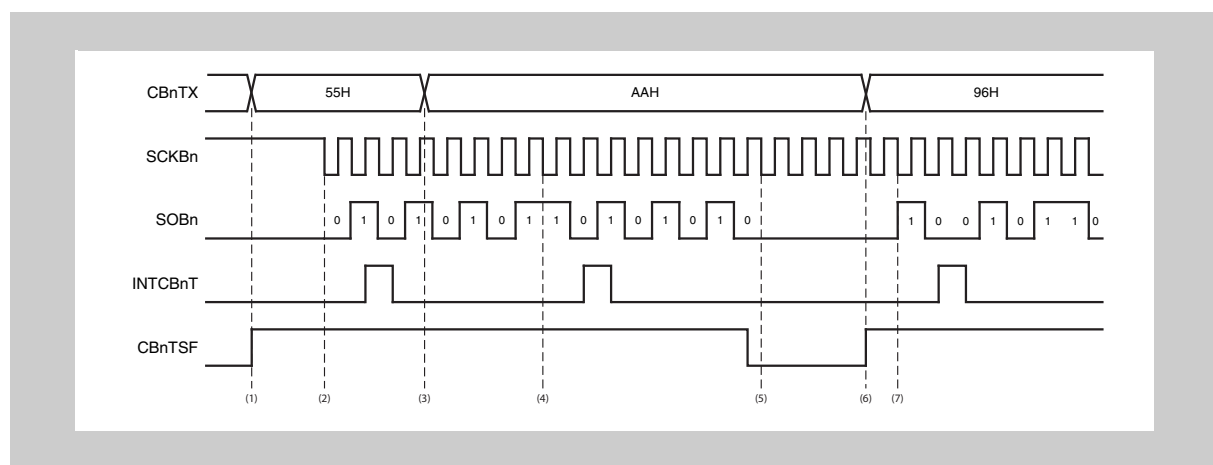 CBnTX 55H AAH 96H
SCKBn
SOBn 0 1 0 1 0 1 0 1 1 0 1 0 1 0 1 0 1 0 0 1 0 1 1 0
INTCBnT
CBnTSF
(1) (2) (3) (4) (5) (6) (7)